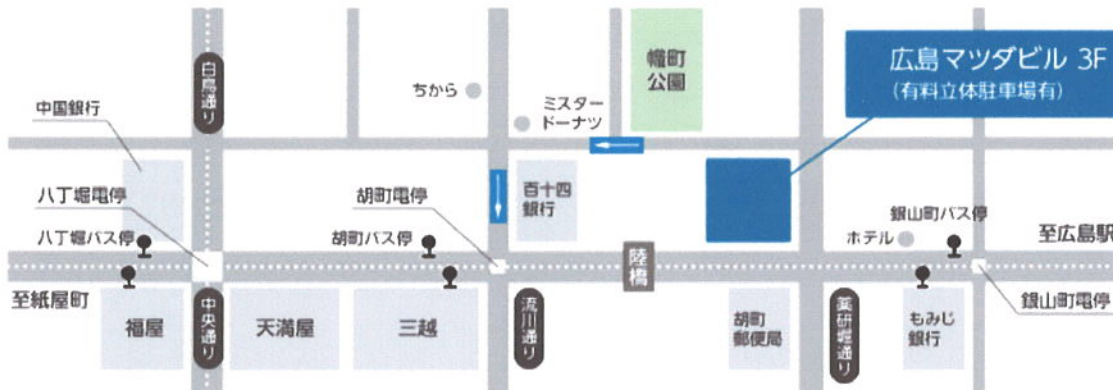 白島通り
中国銀行
八丁堀電停
八丁堀バス停
至紙屋町
福屋
中央通り
天満屋
三越
ちから
ミスター
ドーナツ
幟町
公園
広島マツダビル 3F
(有料立体駐車場有)
胡町電停
胡町バス停
百十四
銀行
流川通り
陸橋
胡町
郵便局
薬研堀通り
ホテル
銀山町バス停
至広島駅
銀山町電停
もみじ
銀行